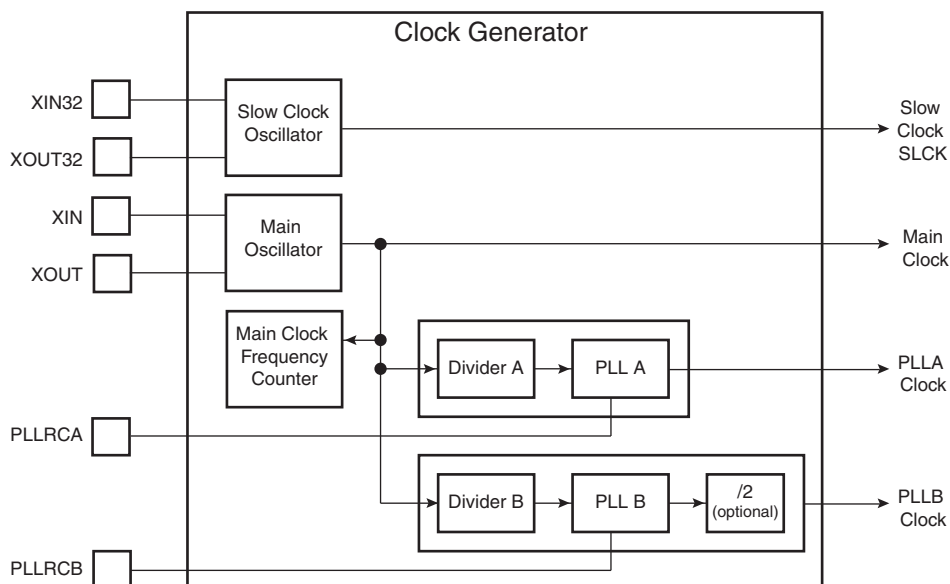 Clock Generator
XIN32
Slow Clock
Oscillator
Slow
Clock
SLCK
XOUT32
XIN
Main
Oscillator
Main
Clock
XOUT
Main Clock
Frequency
Counter
Divider A
PLL A
PLLA
Clock
PLLRCA
Divider B
PLL B
/2
(optional)
PLLB
Clock
PLLRCB